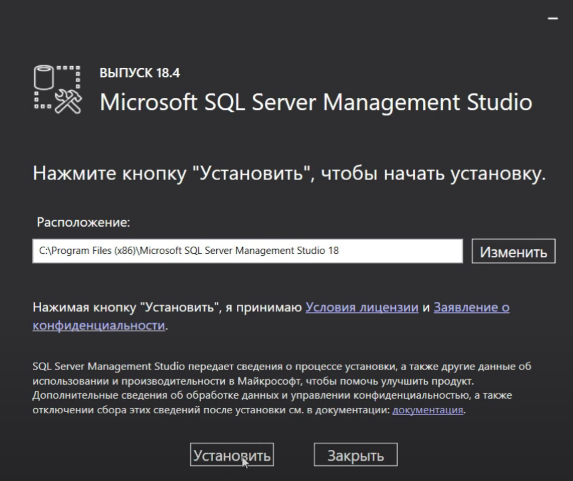 ВЫПУСК 18.4
Microsoft SQL Server Management Studio
Нажмите кнопку "Установить", чтобы начать установку.
Расположение:
C:\Program Files (x86)\Microsoft SQL Server Management Studio 18
Изменить
Нажимая кнопку "Установить", я принимаю Условия лицензии и Заявление о
конфиденциальности.
SQL Server Management Studio передает сведения о процессе установки, а также другие данные об
использовании и производительности в Майкрософт, чтобы помочь улучшить продукт.
Дополнительные сведения об обработке данных и управлении конфиденциальностью, а также
отключении сбора этих сведений после установки см. в документации: документация.
Установить
Закрыть